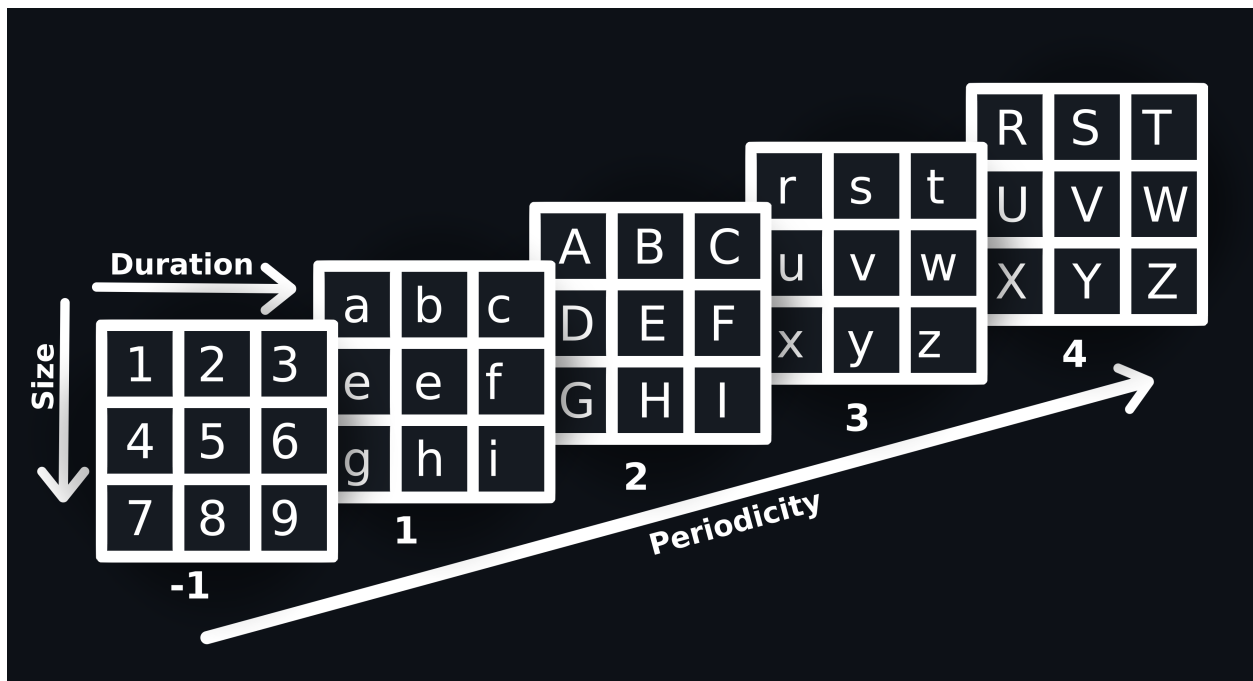 Duration
Size
1 2 3
4 5 6
7 8 9
-1
a b c
e e f
g h i
1
A B C
D E F
G H I
2
r s t
u v w
x y z
3
R S T
U V W
X Y Z
4
Periodicity